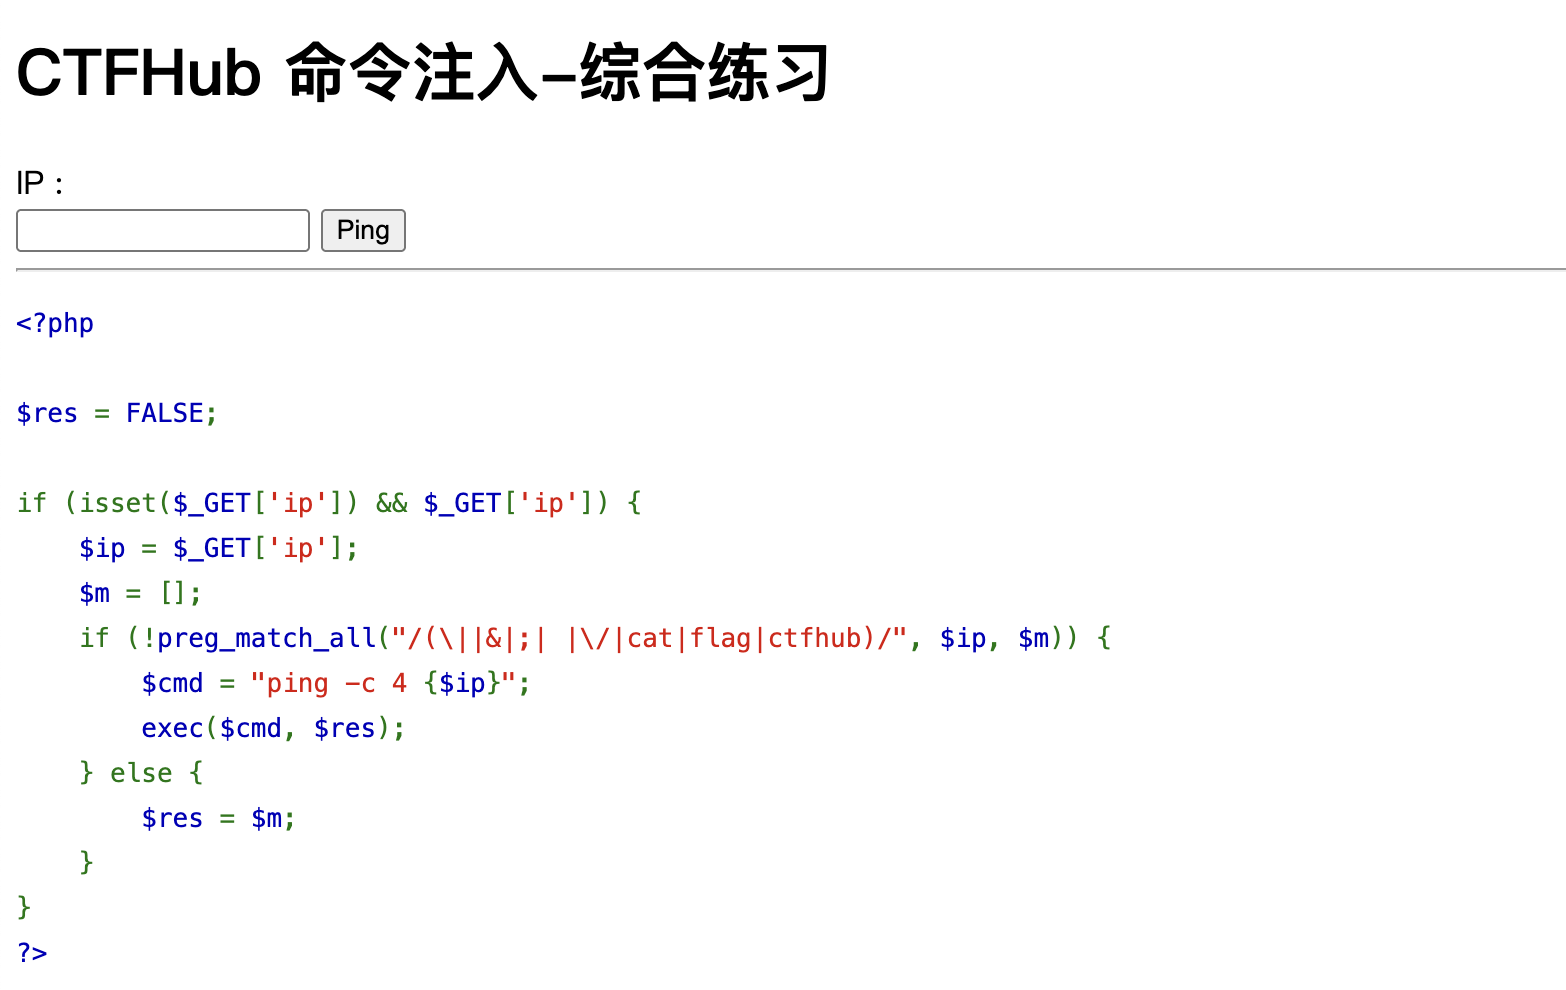 CTFHub 命令注入-综合练习
IP :
Ping
<?php
$res = FALSE;
if (isset($_GET['ip']) && $_GET['ip']) {
    $ip = $_GET['ip'];
    $m = [];
    if (!preg_match_all("/(\||&|;| |\/|cat|flag|ctfhub)/", $ip, $m)) {
        $cmd = "ping -c 4 {$ip}";
        exec($cmd, $res);
    } else {
        $res = $m;
    }
}
?>